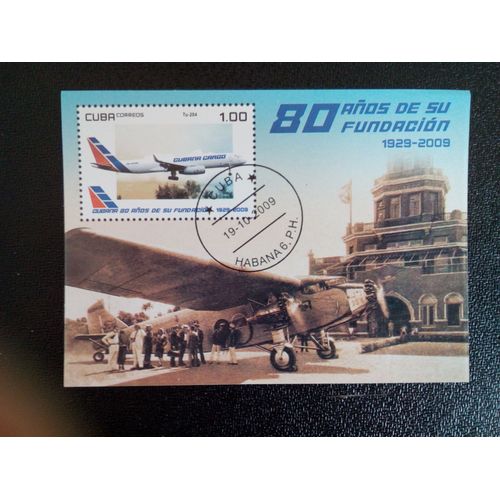 CUBA CORREOS
Tu-204
1.00
CUBANA CARGO
CUBANA 80 AÑOS DE SU FUNDACIÓN 1929-2009
80 AÑOS DE SU
FUNDACIÓN
1929-2009
CUBA
19-10-2009
HABANA 6, P.H.